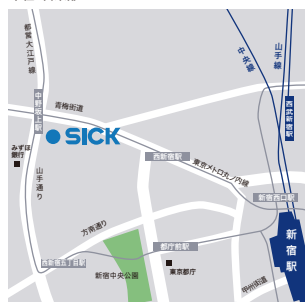 都営大江戸線
山手線
中央線
青梅街道
中野坂上駅
西武新宿駅
SICK
みずほ
銀行
西新宿駅
東京メトロ丸ノ内線
山手通り
新宿西口駅
方南通り
新宿駅
都庁前駅
西新宿五丁目駅
新宿中央公園
東京都庁
甲州街道